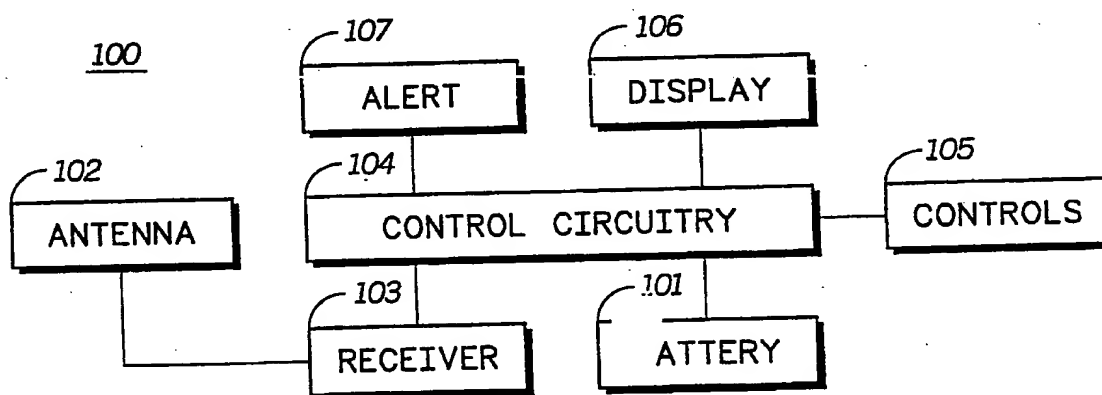 100
107
ALERT
106
DISPLAY
102
ANTENNA
104
CONTROL CIRCUITRY
105
CONTROLS
103
RECEIVER
101
ATTERY